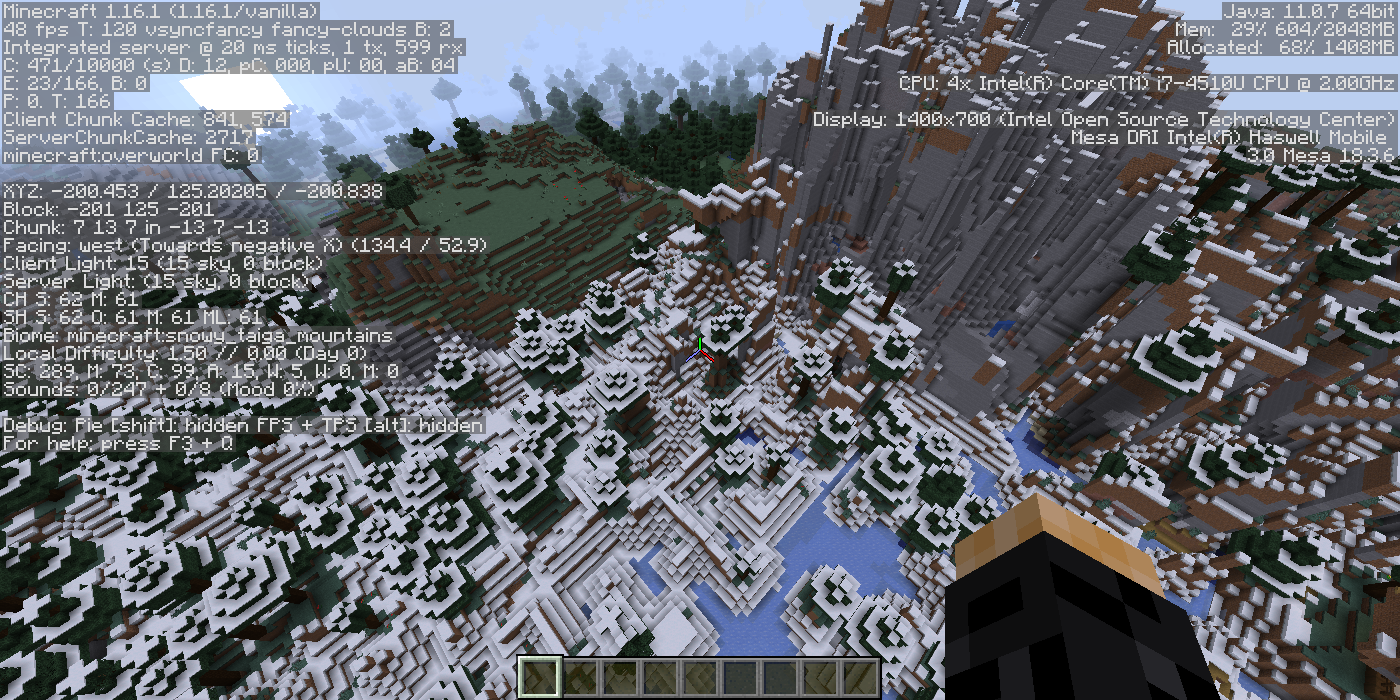 Minecraft 1.16.1 (1.16.1/vanilla)
48 fps T: 120 vsyncfancy fancy-clouds B: 2
Integrated server @ 20 ms ticks, 1 tx, 599 rx
C: 471/10000 (s) D: 12, pC: 000, pU: 00, aB: 04
E: 23/166, B: 0
P: 0. T: 166
Client Chunk Cache: 841, 574
ServerChunkCache: 2717
minecraft:overworld FC: 0
XYZ: -200.453 / 125.20205 / -200.838
Block: -201 125 -201
Chunk: 7 13 7 in -13 7 -13
Facing: west (Towards negative X) (134.4 / 52.9)
Client Light: 15 (15 sky, 0 block)
Server Light: (15 sky, 0 block)
CH S: 62 M: 61
SH S: 62 O: 61 M: 61 ML: 61
Biome: minecraft:snowy_taiga_mountains
Local Difficulty: 1.50 // 0.00 (Day 0)
SC: 289, M: 73, C: 99, A: 15, W: 5, W: 0, M: 0
Sounds: 0/247 + 0/8 (Mood 0%)
Debug: Pie [shift]: hidden FPS + TPS [alt]: hidden
For help: press F3 + Q
Java: 11.0.7 64bit
Mem: 29% 604/2048MB
Allocated: 68% 1408MB
CPU: 4x Intel(R) Core(TM) i7-4510U CPU @ 2.00GHz
Display: 1400x700 (Intel Open Source Technology Center)
Mesa DRI Intel(R) Haswell Mobile
3.0 Mesa 18.3.6